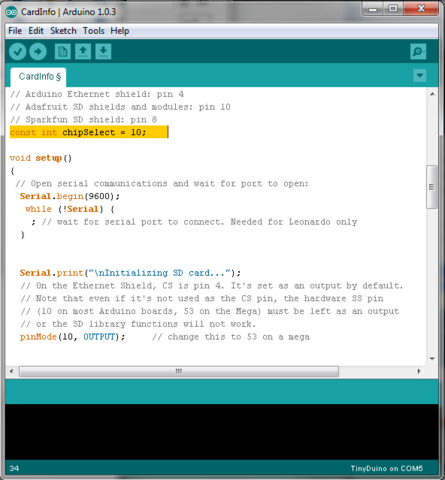 CardInfo | Arduino 1.0.3
File Edit Sketch Tools Help
CardInfo §
// Arduino Ethernet shield: pin 4
// Adafruit SD shields and modules: pin 10
// Sparkfun SD shield: pin 8
const int chipSelect = 10;
void setup()
{
// Open serial communications and wait for port to open:
Serial.begin(9600);
while (!Serial) {
; // wait for serial port to connect. Needed for Leonardo only
}
Serial.print("\nInitializing SD card...");
// On the Ethernet Shield, CS is pin 4. It's set as an output by default.
// Note that even if it's not used as the CS pin, the hardware SS pin
// (10 on most Arduino boards, 53 on the Mega) must be left as an output
// or the SD library functions will not work.
pinMode(10, OUTPUT); // change this to 53 on a mega
34 TinyDuino on COM5